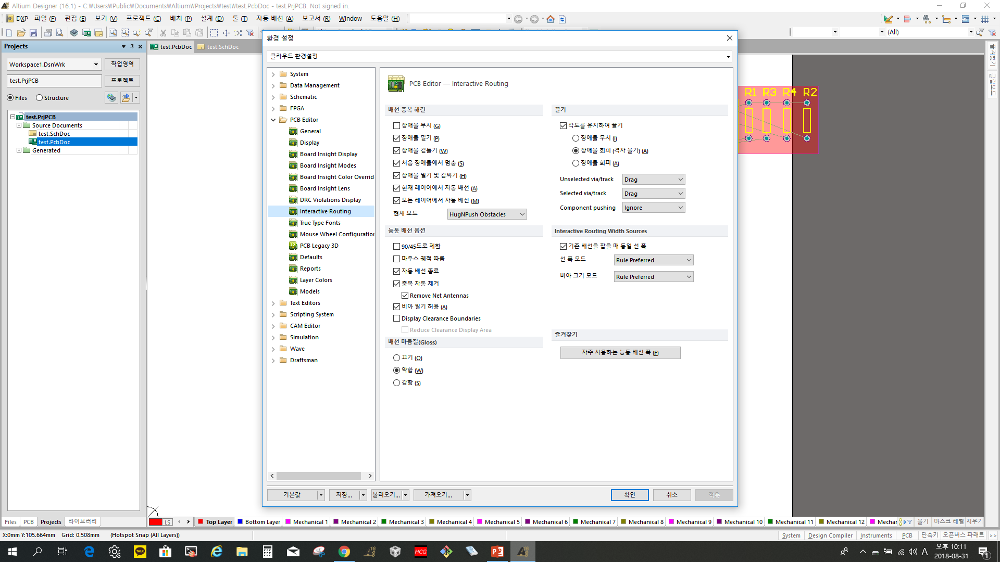 Altium Designer (16.1) - C:₩Users₩Public₩Documents₩Altium₩Projects₩test₩test.PcbDoc - test.PrjPCB. Not signed in.
DXP 파일 (F) 편집 (E) 보기 (V) 프로젝트 (C) 배치 (P) 설계 (D) 툴 (T) 자동 배선 (A) 보고서 (R) Window 도움말 (H)
(All)
Projects
test.PcbDoc test.SchDoc
Workspace1.DsnWrk 작업영역
test.PrjPCB 프로젝트
Files Structure
test.PrjPCB
Source Documents
test.SchDoc
test.PcbDoc
Generated
환경 설정
클라우드 환경설정
System
Data Management
Schematic
FPGA
PCB Editor
General
Display
Board Insight Display
Board Insight Modes
Board Insight Color Overrid
Board Insight Lens
DRC Violations Display
Interactive Routing
True Type Fonts
Mouse Wheel Configuration
PCB Legacy 3D
Defaults
Reports
Layer Colors
Models
Text Editors
Scripting System
CAM Editor
Simulation
Wave
Draftsman
PCB Editor — Interactive Routing
배선 중복 해결
장애물 무시 (G)
장애물 밀기 (P)
장애물 겉돌기 (W)
처음 장애물에서 멈춤 (S)
장애물 밀기 및 감싸기 (H)
현재 레이어에서 자동 배선 (A)
모든 레이어에서 자동 배선 (M)
현재 모드 HugNPush Obstacles
능동 배선 옵션
90/45도로 제한
마우스 궤적 따름
자동 배선 종료
중복 자동 제거
Remove Net Antennas
비아 밀기 허용 (A)
Display Clearance Boundaries
Reduce Clearance Display Area
배선 마름질(Gloss)
끄기 (O)
약함 (W)
강함 (S)
끌기
각도를 유지하여 끌기
장애물 무시 (I)
장애물 회피 (격자 물기) (A)
장애물 회피 (A)
Unselected via/track Drag
Selected via/track Drag
Component pushing Ignore
Interactive Routing Width Sources
기존 배선을 잡을 때 동일 선 폭
선 폭 모드 Rule Preferred
비아 크기 모드 Rule Preferred
즐겨찾기
자주 사용하는 능동 배선 폭 (F)
기본값 저장... 불러오기... 가져오기... 확인 취소 적용
R1 R3 R4 R2
즐겨찾기
클립보드
Files PCB Projects 라이브러리
LS Top Layer Bottom Layer Mechanical 1 Mechanical 2 Mechanical 3 Mechanical 4 Mechanical 5 Mechanical 6 Mechanical 7 Mechanical 8 Mechanical 9 Mechanical 10 Mechanical 11 Mechanical 12 Mechar 물기 마스크 레벨 지우기
X:0mm Y:105.664mm Grid: 0.508mm (Hotspot Snap (All Layers)) System Design Compiler Instruments PCB 단축키 오픈버스 파래트 >>
TALK HCG 16 16 A 오후 10:11
2018-08-31
1